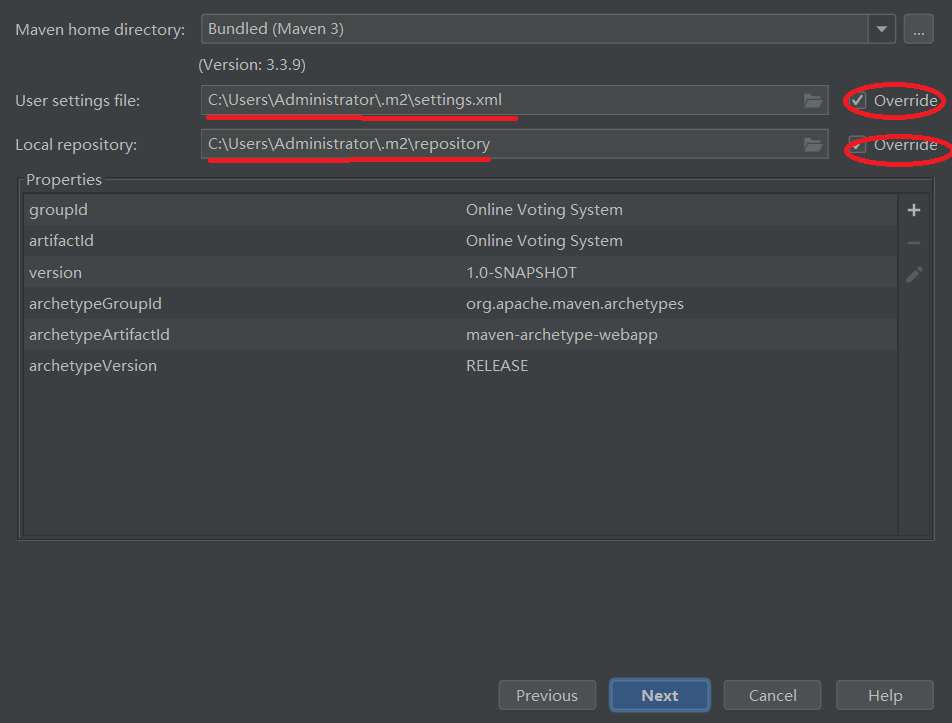 Maven home directory: Bundled (Maven 3) ...
(Version: 3.3.9)
User settings file: C:\Users\Administrator\.m2\settings.xml Override
Local repository: C:\Users\Administrator\.m2\repository Override
Properties
groupId Online Voting System
artifactId Online Voting System
version 1.0-SNAPSHOT
archetypeGroupId org.apache.maven.archetypes
archetypeArtifactId maven-archetype-webapp
archetypeVersion RELEASE
Previous Next Cancel Help